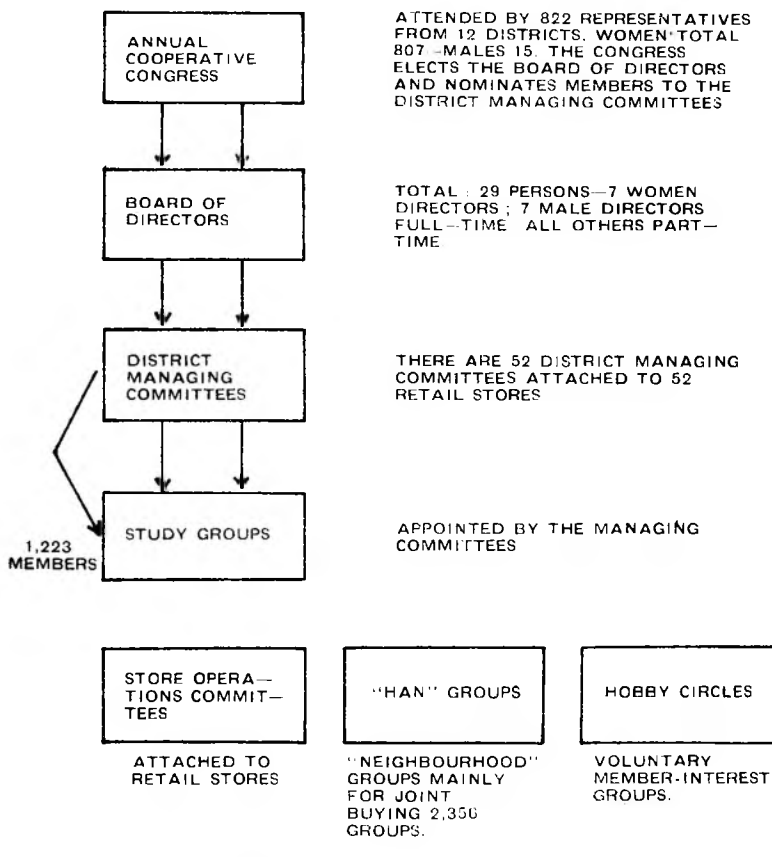 ANNUAL
COOPERATIVE
CONGRESS
ATTENDED BY 822 REPRESENTATIVES
FROM 12 DISTRICTS. WOMEN TOTAL
807 -MALES 15. THE CONGRESS
ELECTS THE BOARD OF DIRECTORS
AND NOMINATES MEMBERS TO THE
DISTRICT MANAGING COMMITTEES
BOARD OF
DIRECTORS
TOTAL : 29 PERSONS—7 WOMEN
DIRECTORS ; 7 MALE DIRECTORS
FULL—TIME ALL OTHERS PART—
TIME
DISTRICT
MANAGING
COMMITTEES
THERE ARE 52 DISTRICT MANAGING
COMMITTEES ATTACHED TO 52
RETAIL STORES
STUDY GROUPS
1,223
MEMBERS
APPOINTED BY THE MANAGING
COMMITTEES
STORE OPERA—
TIONS COMMIT—
TEES
ATTACHED TO
RETAIL STORES
"HAN" GROUPS
"NEIGHBOURHOOD"
GROUPS MAINLY
FOR JOINT
BUYING 2,356
GROUPS.
HOBBY CIRCLES
VOLUNTARY
MEMBER-INTEREST
GROUPS.